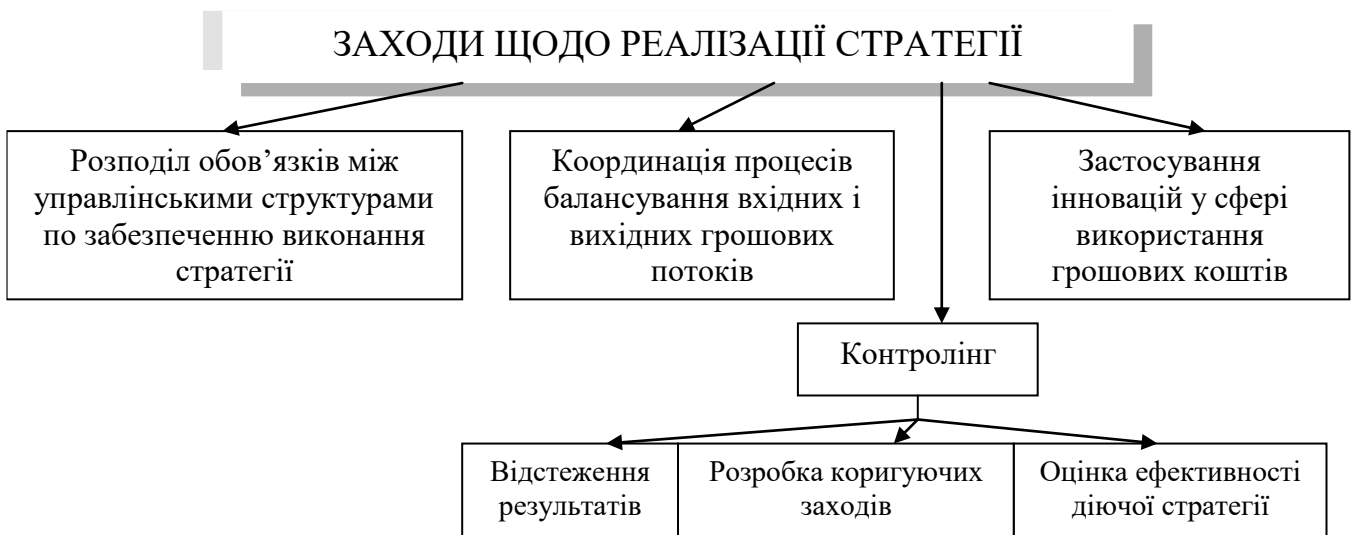 ЗАХОДИ ЩОДО РЕАЛІЗАЦІЇ СТРАТЕГІЇ
Розподіл обов’язків між
управлінськими структурами
по забезпеченню виконання
стратегії
Координація процесів
балансування вхідних і
вихідних грошових
потоків
Застосування
інновацій у сфері
використання
грошових коштів
Контролінг
Відстеження
результатів
Розробка коригуючих
заходів
Оцінка ефективності
діючої стратегії